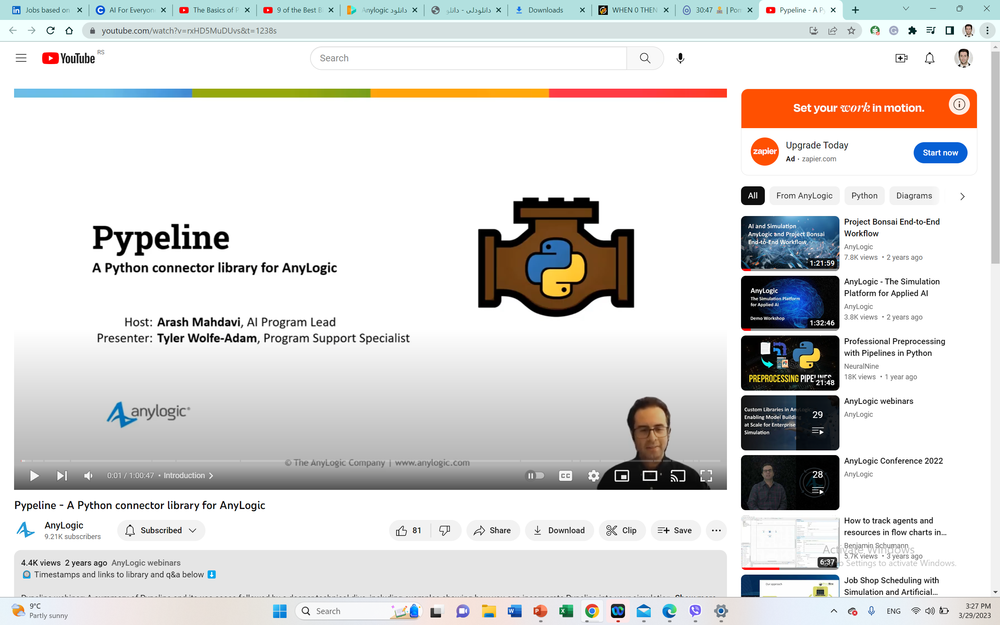 Jobs based on
AI For Everyon
The Basics of P
9 of the Best B
دانلود Anylogic
دانلودلی - دانلو
Downloads
WHEN 0 THEN
30:47
| Pom
Pypeline - A Py
youtube.com/watch?v=rxHD5MuDUvs&t=1238s
YouTube RS
Search
Set your work in motion.
zapier
Upgrade Today
Ad · zapier.com
Start now
All
From AnyLogic
Python
Diagrams
Pypeline
A Python connector library for AnyLogic
Host: Arash Mahdavi, AI Program Lead
Presenter: Tyler Wolfe-Adam, Program Support Specialist
anylogic®
© The AnyLogic Company | www.anylogic.com
0:01 / 1:00:47 • Introduction
CC
Pypeline - A Python connector library for AnyLogic
AnyLogic
9.21K subscribers
Subscribed
81
Share
Download
Clip
Save
4.4K views 2 years ago AnyLogic webinars
Timestamps and links to library and q&a below
AI and Simulation
AnyLogic and Project Bonsai
End-to-End Workflow
1:21:59
Project Bonsai End-to-End
Workflow
AnyLogic
7.8K views • 2 years ago
AnyLogic
The Simulation Platform
for Applied AI
Demo Workshop
1:32:46
AnyLogic - The Simulation
Platform for Applied AI
AnyLogic
3.8K views • 2 years ago
PREPROCESSING PIPELINES
21:48
Professional Preprocessing
with Pipelines in Python
NeuralNine
18K views • 1 year ago
Custom Libraries in AnyLogic:
Enabling Model Building
at Scale for Enterprise
Simulation
29
AnyLogic webinars
AnyLogic
28
AnyLogic Conference 2022
AnyLogic
6:37
How to track agents and
resources in flow charts in...
Benjamin Schumann
5.7K views • 3 years ago
Activate Windows
Go to Settings to activate Windows.
Our approach
Job Shop Scheduling with
Simulation and Artificial...
9°C
Partly sunny
Search
ENG
3:27 PM
3/29/2023